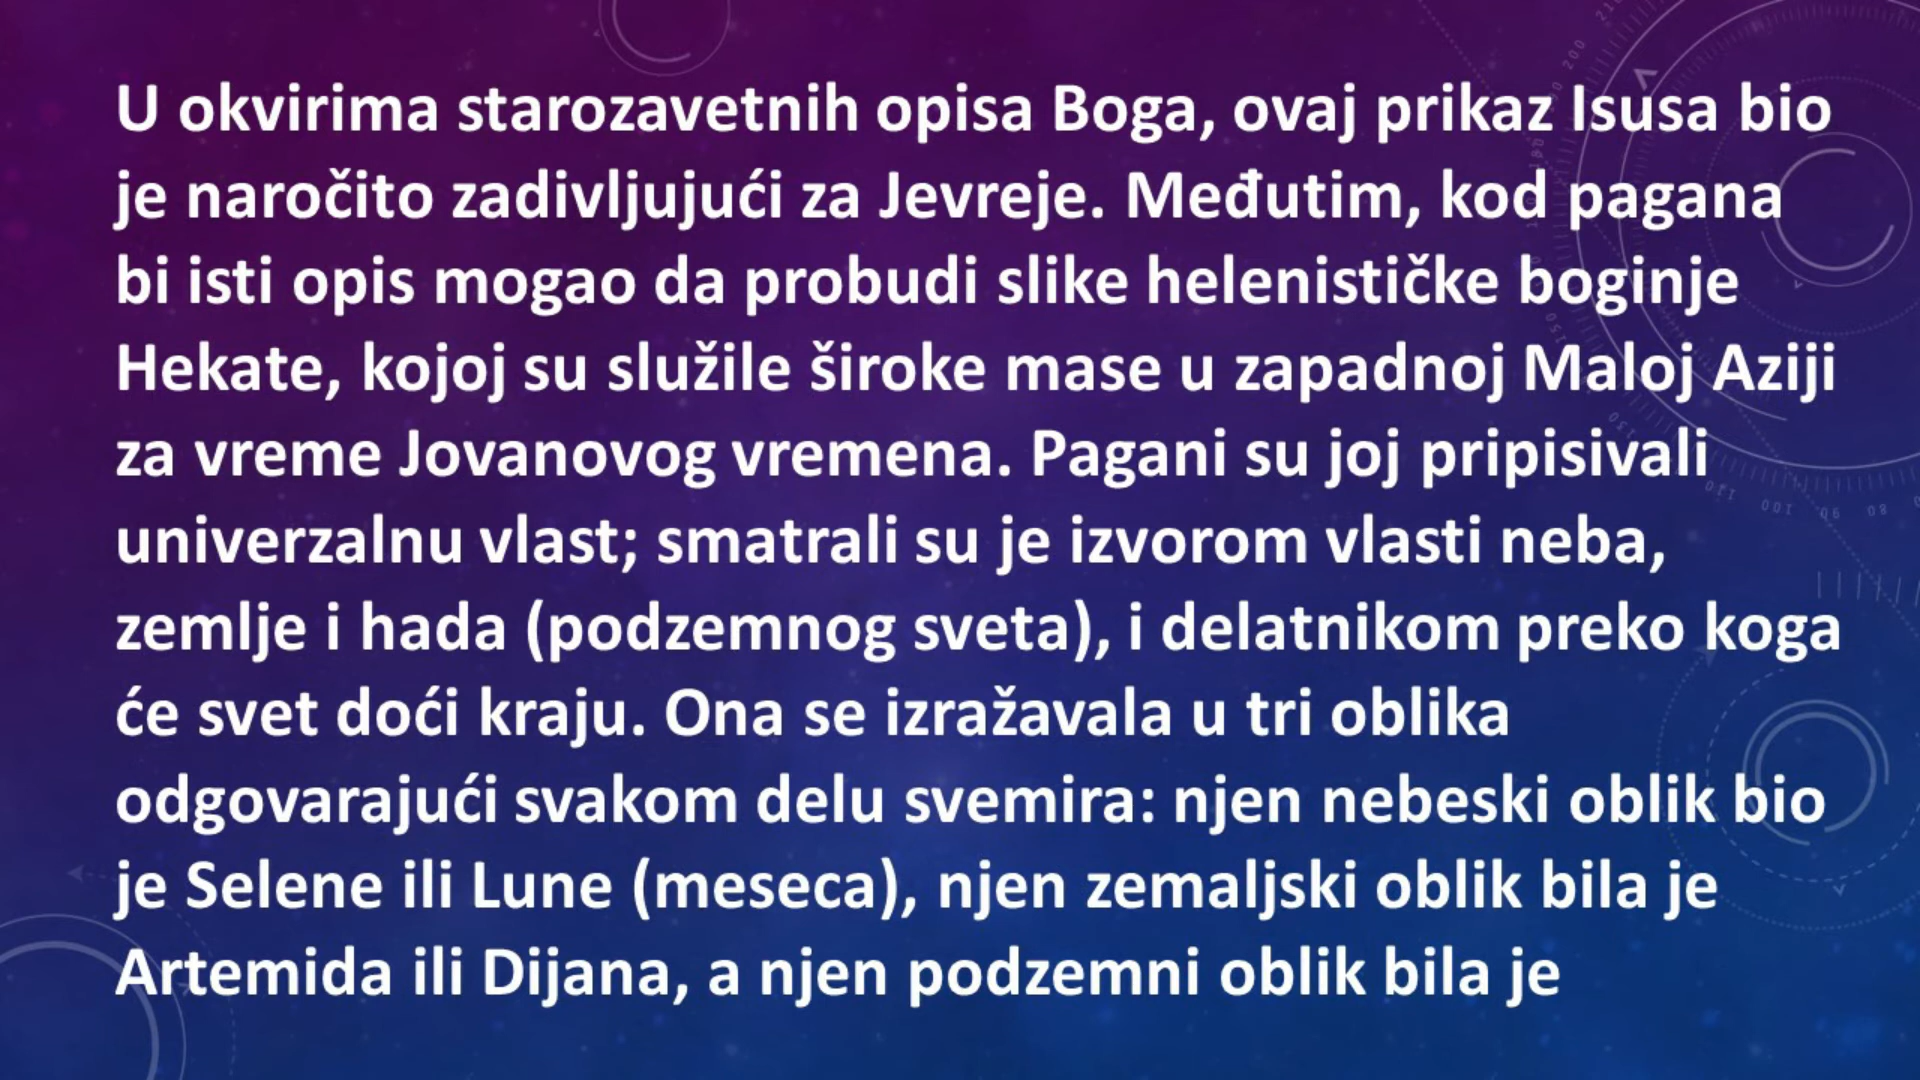 U okvirima starozavetnih opisa Boga, ovaj prikaz Isusa bio
je naročito zadivljujući za Jevreje. Međutim, kod pagana
bi isti opis mogao da probudi slike helenističke boginje
Hekate, kojoj su služile široke mase u zapadnoj Maloj Aziji
za vreme Jovanovog vremena. Pagani su joj pripisivali
univerzalnu vlast; smatrali su je izvorom vlasti neba,
zemlje i hada (podzemnog sveta), i delatnikom preko koga
će svet doći kraju. Ona se izražavala u tri oblika
odgovarajući svakom delu svemira: njen nebeski oblik bio
je Selene ili Lune (meseca), njen zemaljski oblik bila je
Artemida ili Dijana, a njen podzemni oblik bila je